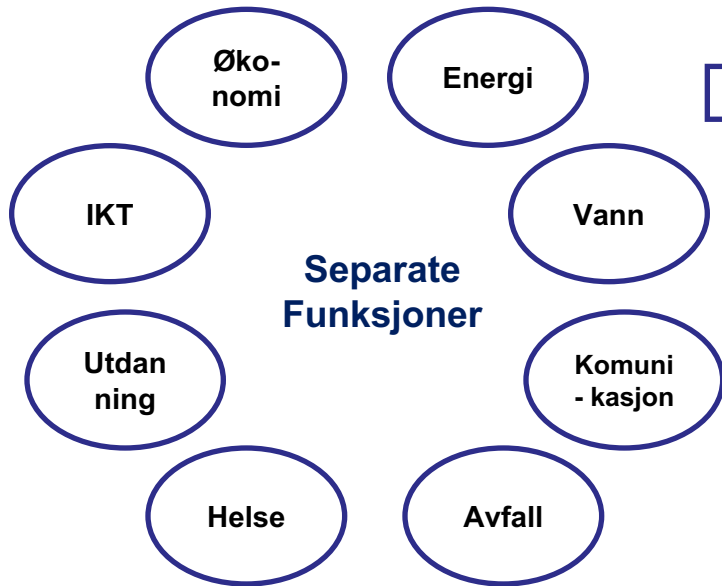 Øko-
nomi
Energi
IKT
Vann
Separate
Funksjoner
Utdan
ning
Komuni
- kasjon
Helse
Avfall